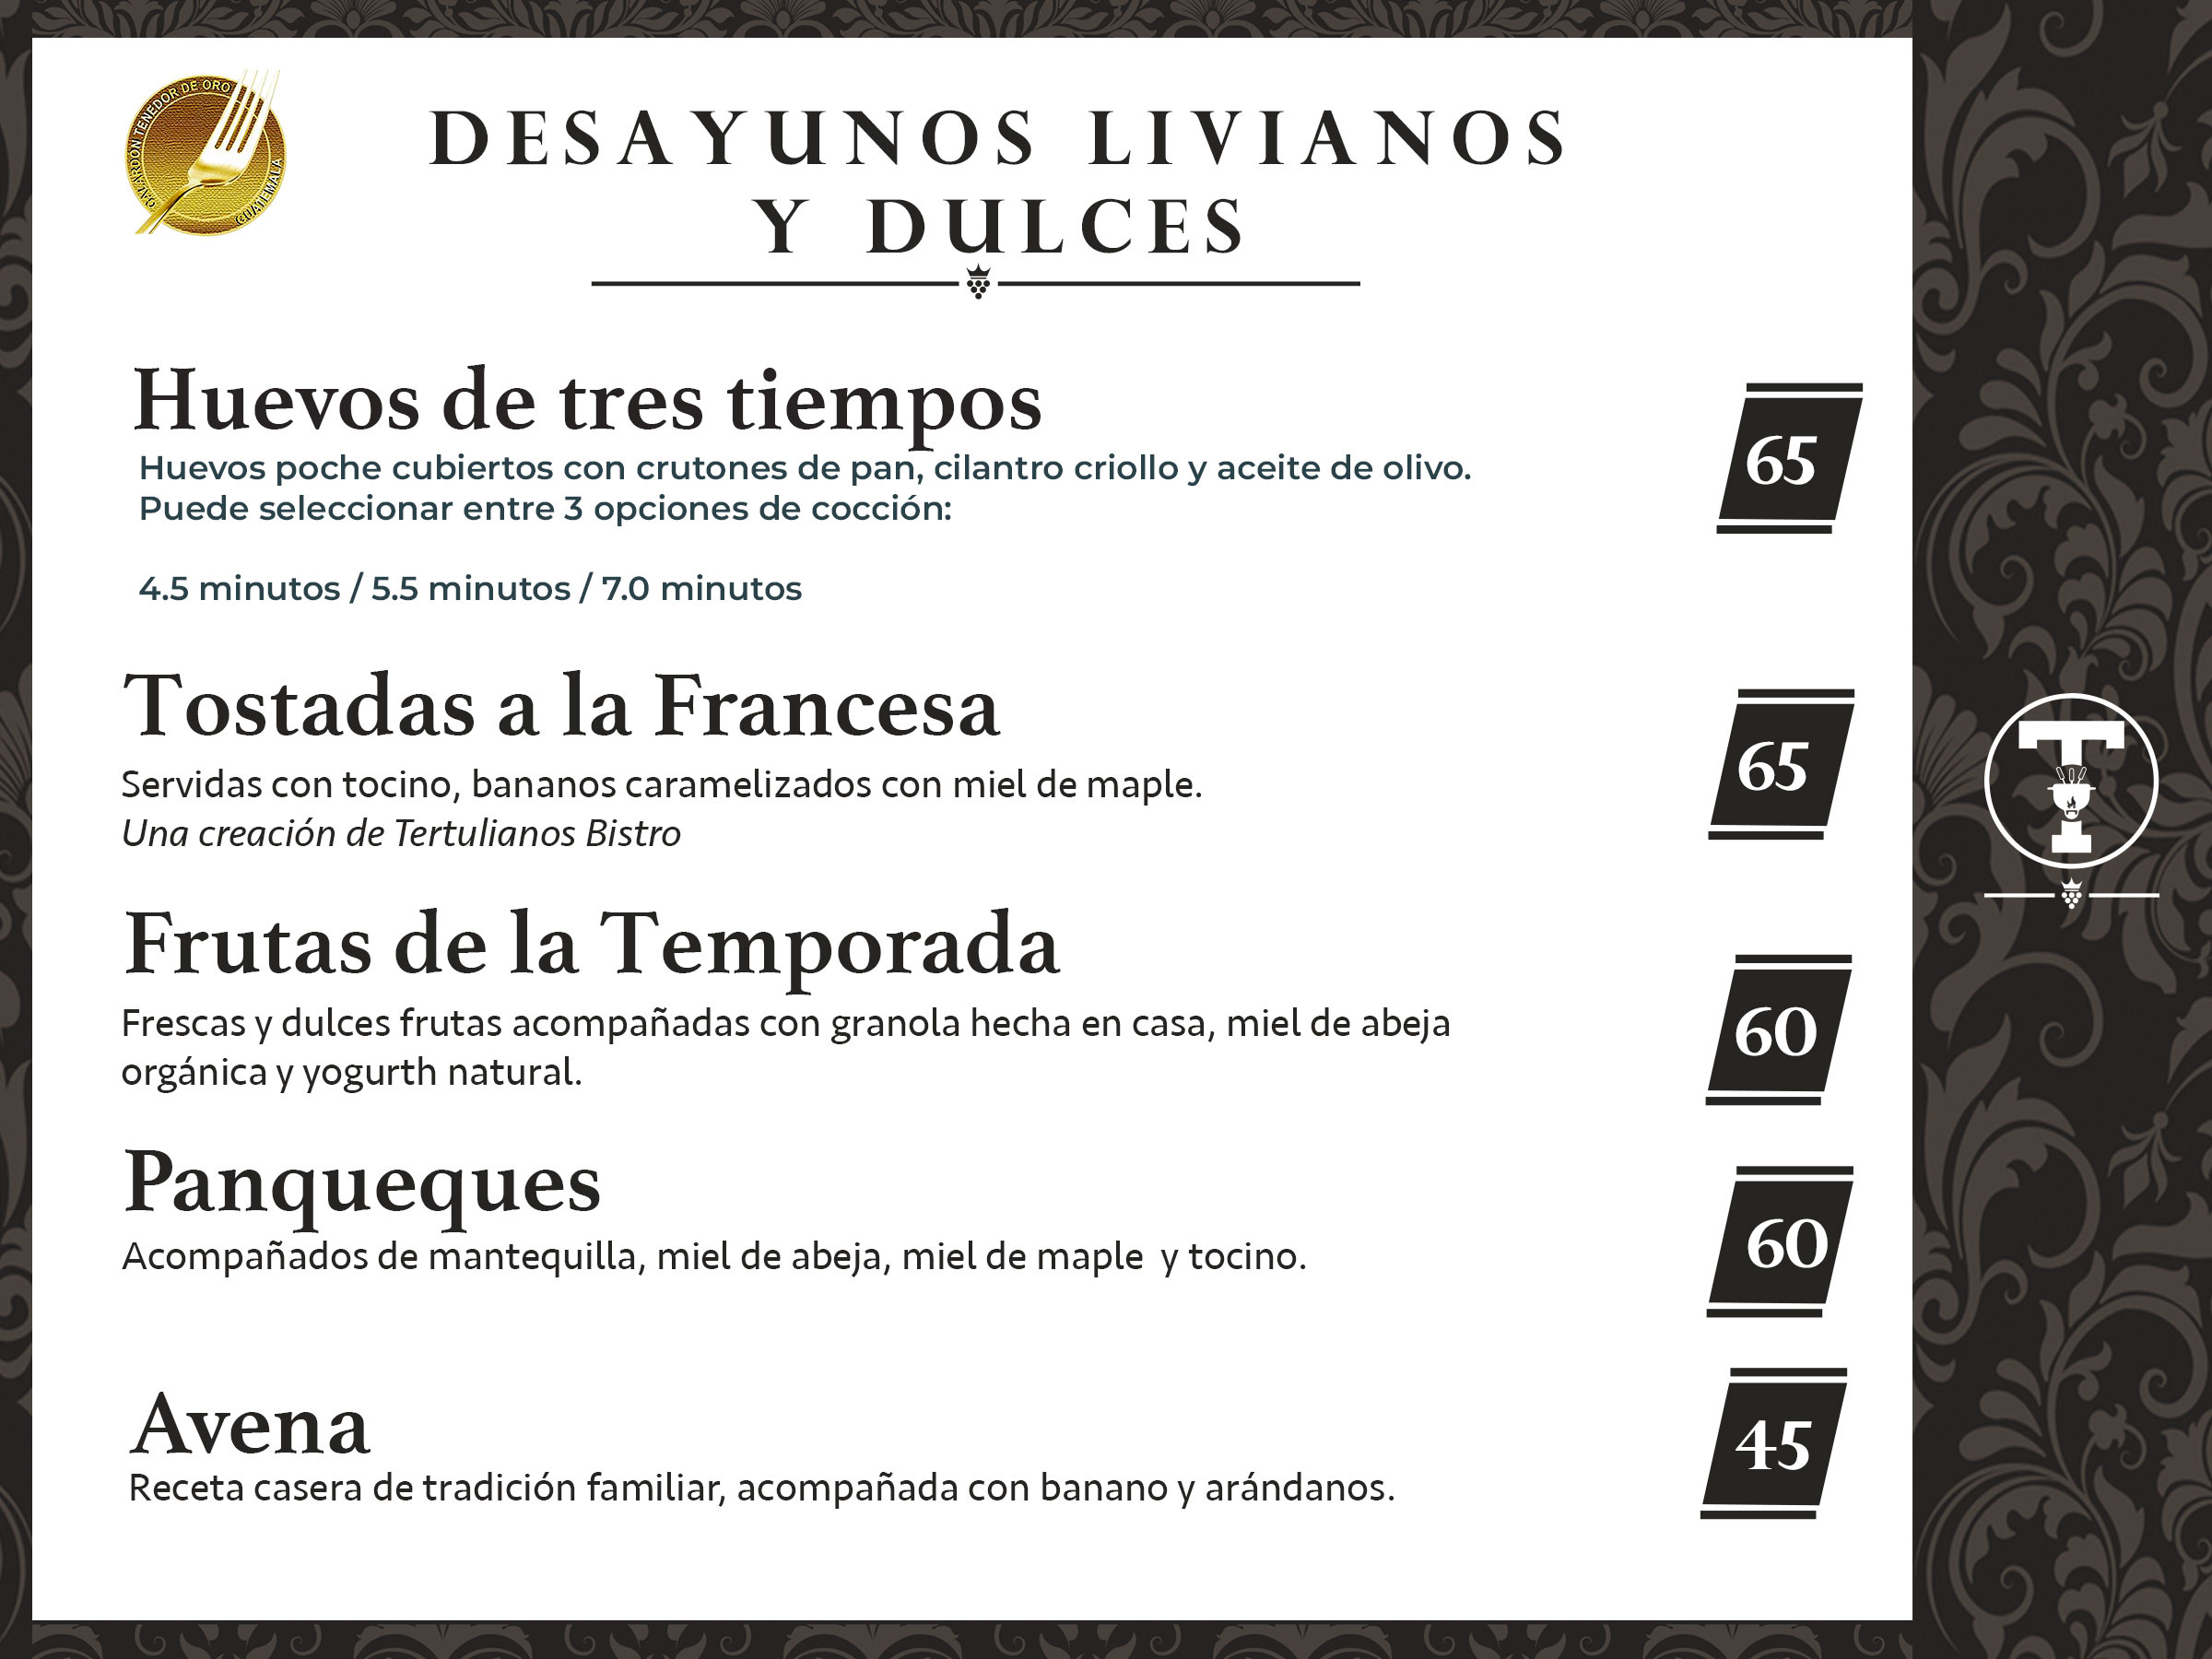 GALARDÓN TENEDOR DE ORO
GUATEMALA
DESAYUNOS LIVIANOS
Y DULCES
Huevos de tres tiempos
65
Huevos poche cubiertos con crutones de pan, cilantro criollo y aceite de olivo.
Puede seleccionar entre 3 opciones de cocción:
4.5 minutos / 5.5 minutos / 7.0 minutos
Tostadas a la Francesa
65
Servidas con tocino, bananos caramelizados con miel de maple.
Una creación de Tertulianos Bistro
Frutas de la Temporada
60
Frescas y dulces frutas acompañadas con granola hecha en casa, miel de abeja
orgánica y yogurth natural.
Panqueques
60
Acompañados de mantequilla, miel de abeja, miel de maple  y tocino.
Avena
45
Receta casera de tradición familiar, acompañada con banano y arándanos.
T